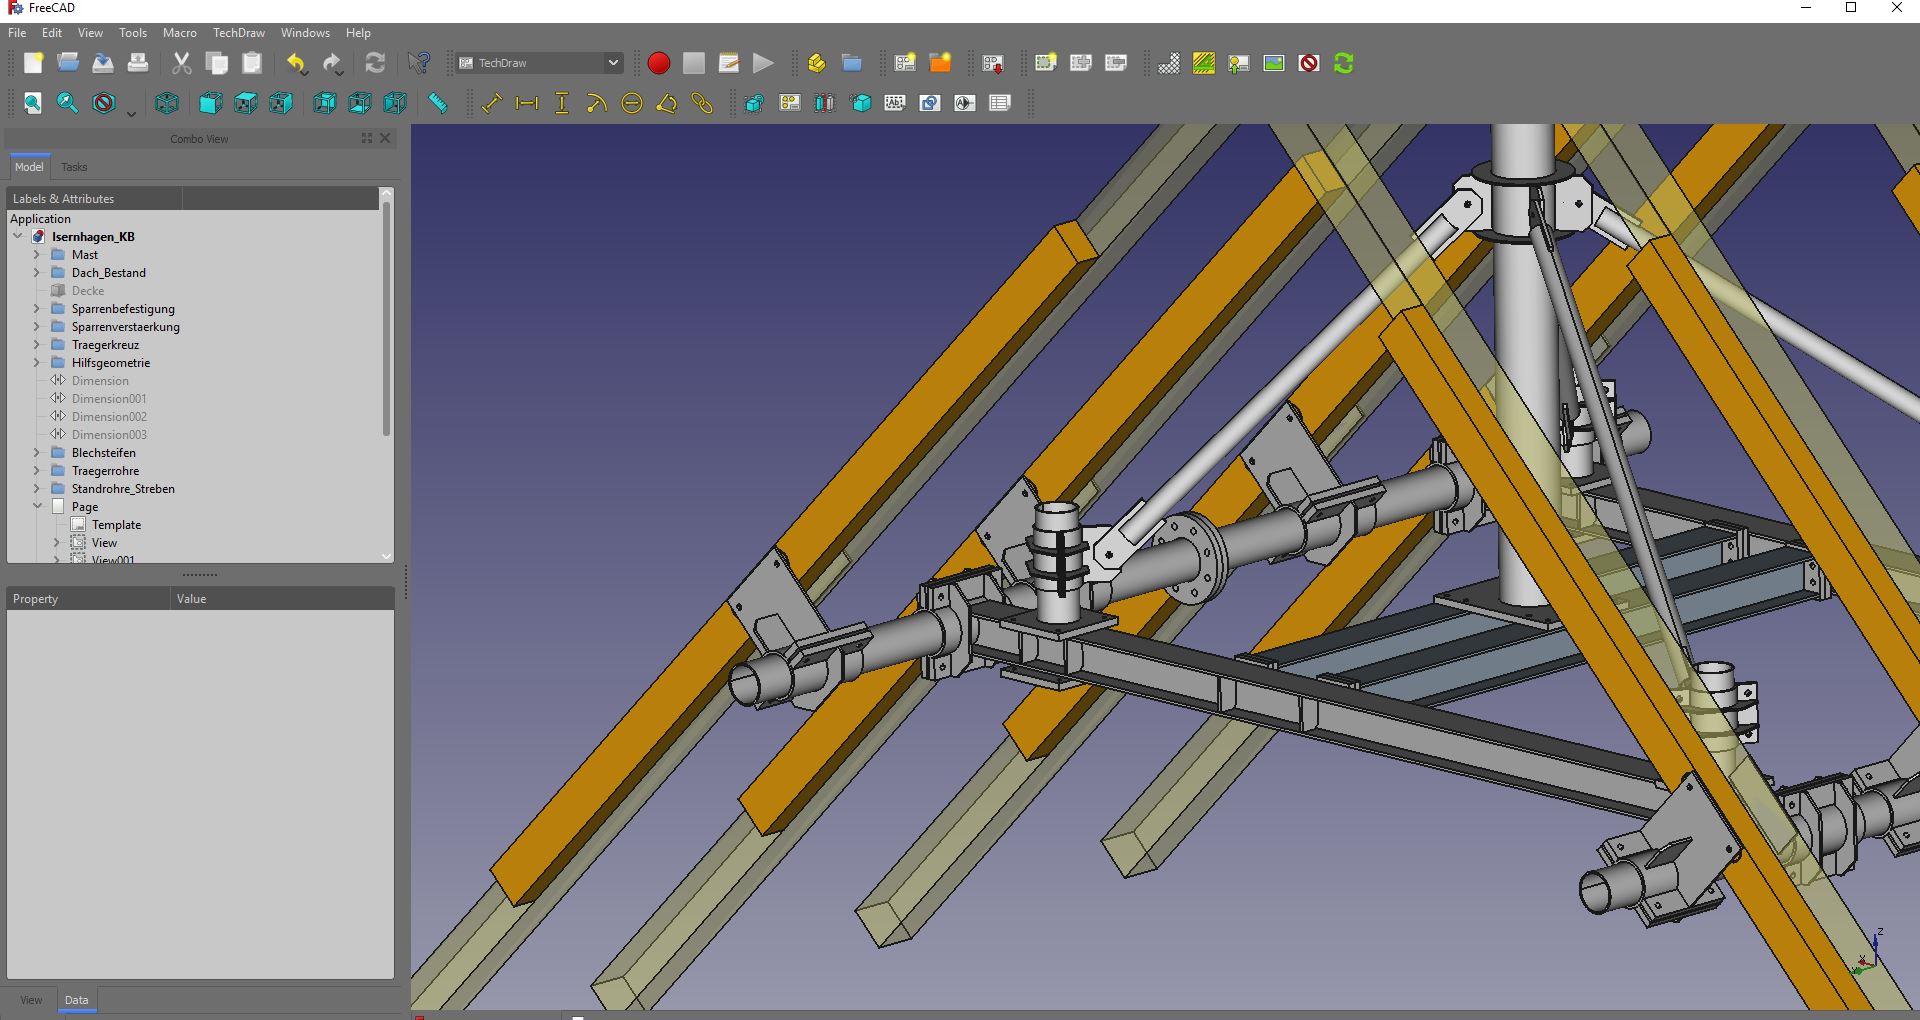 FreeCAD
File Edit View Tools Macro TechDraw Windows Help
TechDraw
Combo View
Model Tasks
Labels & Attributes
Application
Isernhagen_KB
Mast
Dach_Bestand
Decke
Sparrenbefestigung
Sparrenverstaerkung
Traegerkreuz
Hilfsgeometrie
Dimension
Dimension001
Dimension002
Dimension003
Blechsteifen
Traegerrohre
Standrohre_Streben
Page
Template
View
View001
Property Value
View Data
Z